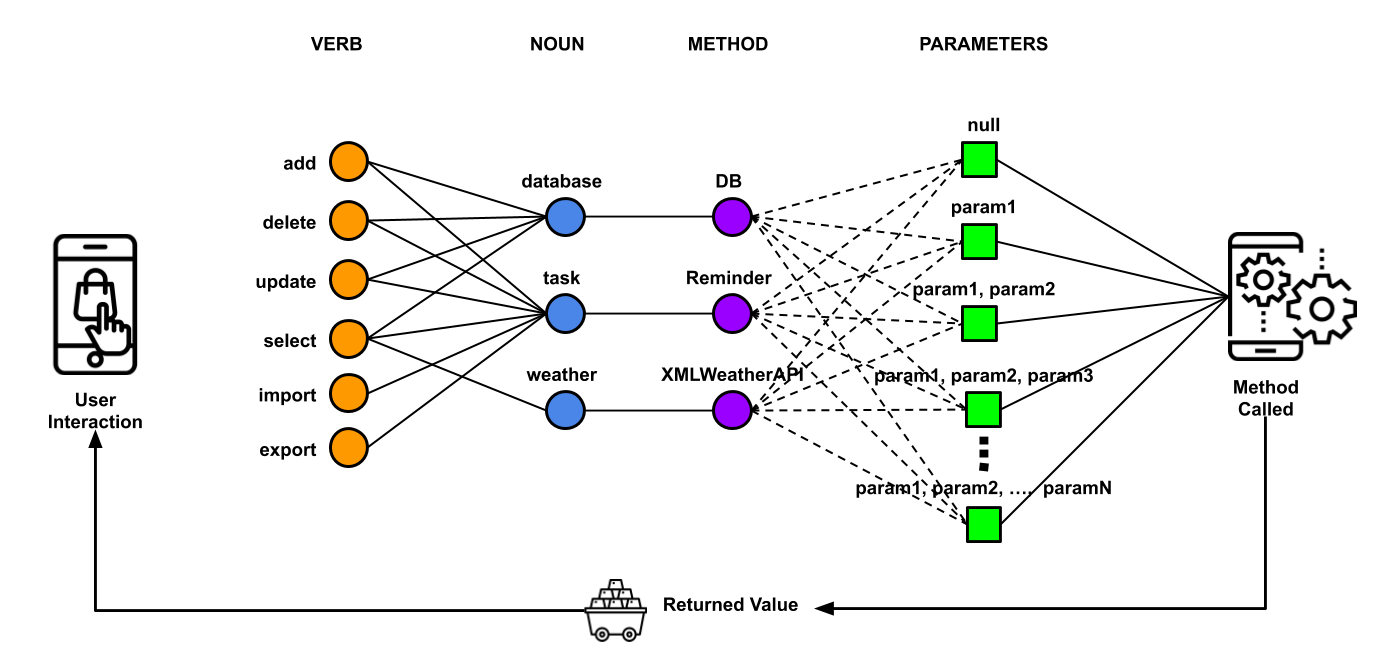 VERB
NOUN
METHOD
PARAMETERS
add
delete
update
select
import
export
database
task
weather
DB
Reminder
XMLWeatherAPI
null
param1
param1, param2
param1, param2, param3
param1, param2, .... paramN
User
Interaction
Method
Called
Returned Value